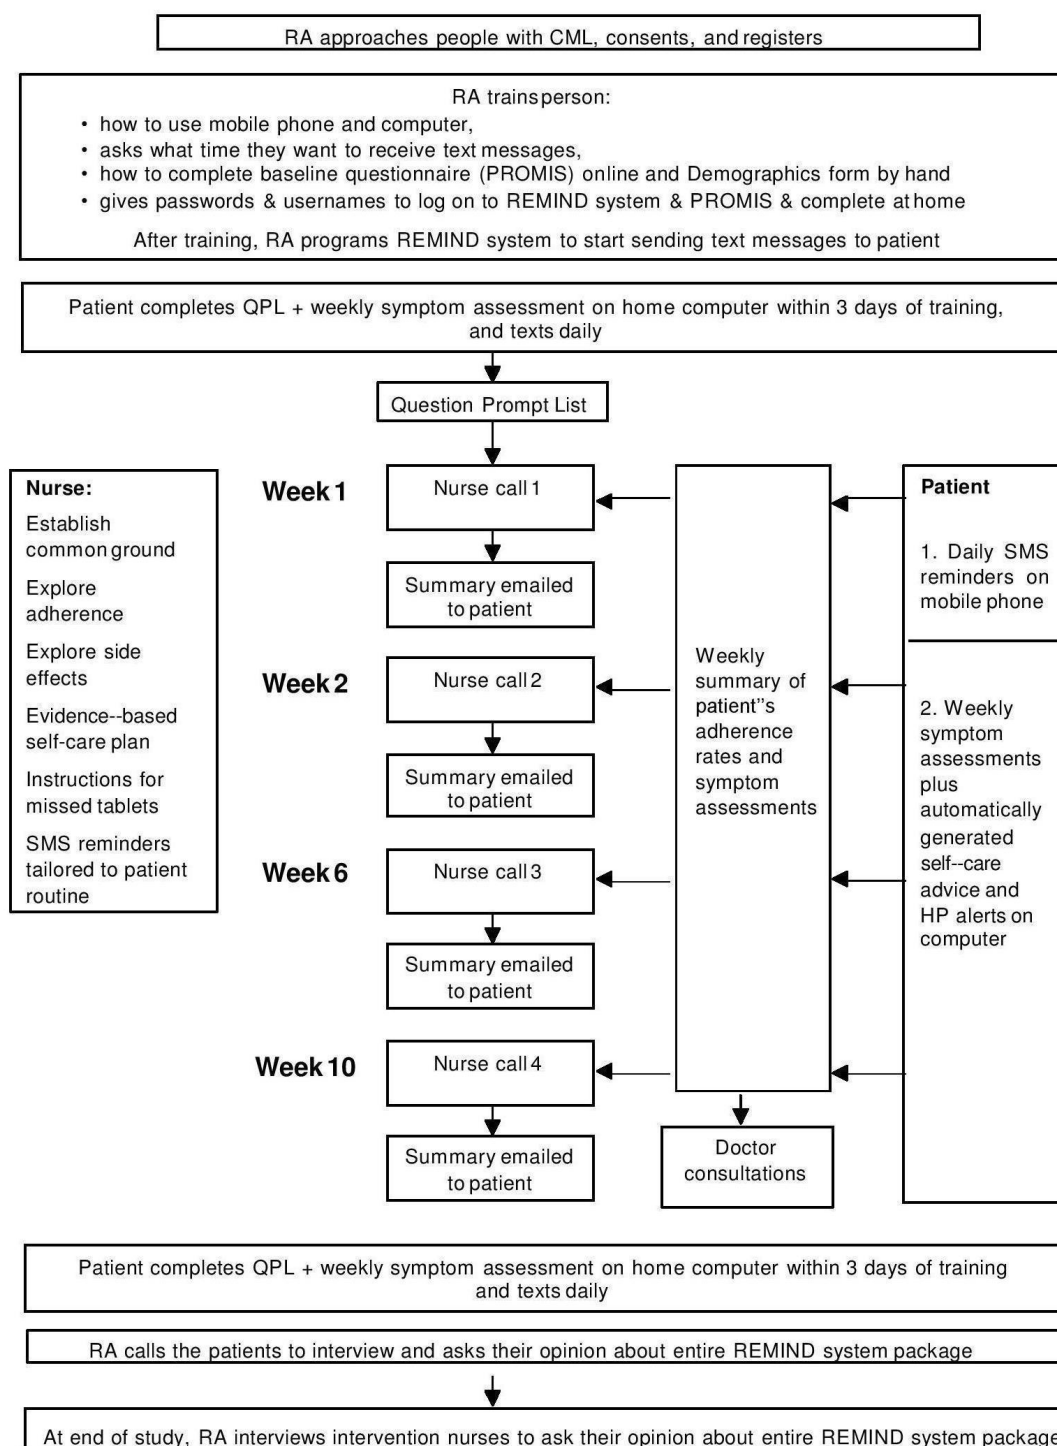 RA approaches people with CML, consents, and registers
RA trains person:
• how to use mobile phone and computer,
• asks what time they want to receive text messages,
• how to complete baseline questionnaire (PROMIS) online and Demographics form by hand
• gives passwords & usernames to log on to REMIND system & PROMIS & complete at home
After training, RA programs REMIND system to start sending text messages to patient
Patient completes QPL + weekly symptom assessment on home computer within 3 days of training,
and texts daily
Question Prompt List
Nurse:
Establish
common ground
Explore
adherence
Explore side
effects
Evidence--based
self-care plan
Instructions for
missed tablets
SMS reminders
tailored to patient
routine
Week 1
Nurse call 1
Summary emailed
to patient
Week 2
Nurse call 2
Summary emailed
to patient
Week 6
Nurse call 3
Summary emailed
to patient
Week 10
Nurse call 4
Summary emailed
to patient
Weekly
summary of
patient"s
adherence
rates and
symptom
assessments
Doctor
consultations
Patient
1. Daily SMS
reminders on
mobile phone
2. Weekly
symptom
assessments
plus
automatically
generated
self--care
advice and
HP alerts on
computer
Patient completes QPL + weekly symptom assessment on home computer within 3 days of training
and texts daily
RA calls the patients to interview and asks their opinion about entire REMIND system package
At end of study, RA interviews intervention nurses to ask their opinion about entire REMIND system package